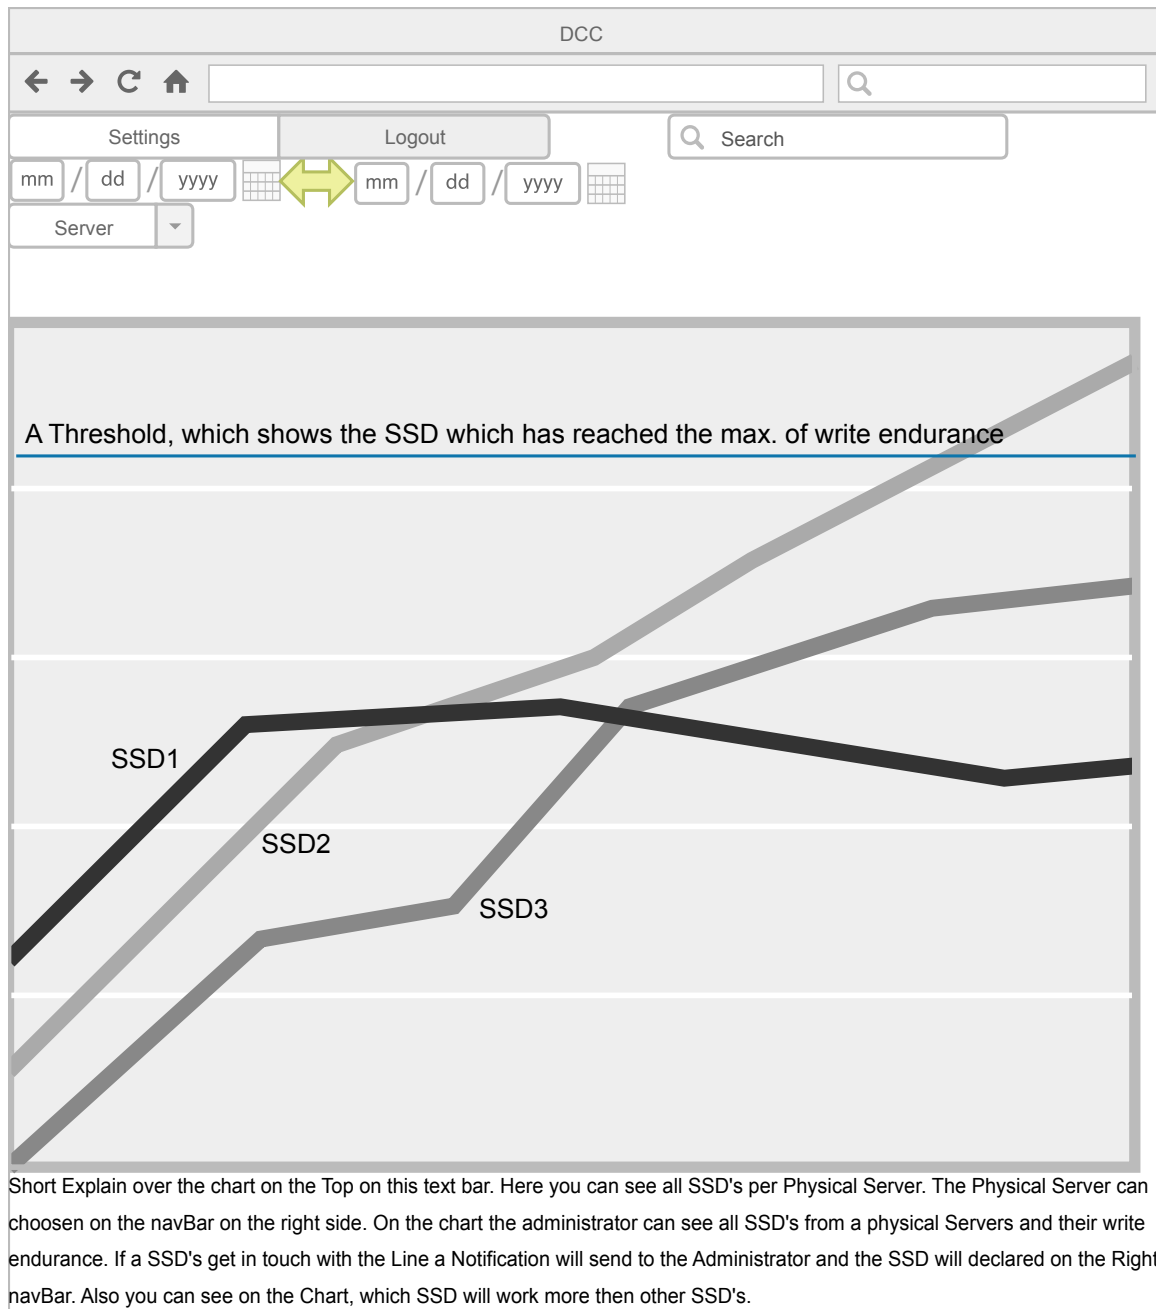 DCC
Settings Logout Search
mm / dd / yyyy mm / dd / yyyy
Server
A Threshold, which shows the SSD which has reached the max. of write endurance
SSD1
SSD2
SSD3
Short Explain over the chart on the Top on this text bar. Here you can see all SSD's per Physical Server. The Physical Server can
choosen on the navBar on the right side. On the chart the administrator can see all SSD's from a physical Servers and their write
endurance. If a SSD's get in touch with the Line a Notification will send to the Administrator and the SSD will declared on the Right
navBar. Also you can see on the Chart, which SSD will work more then other SSD's.